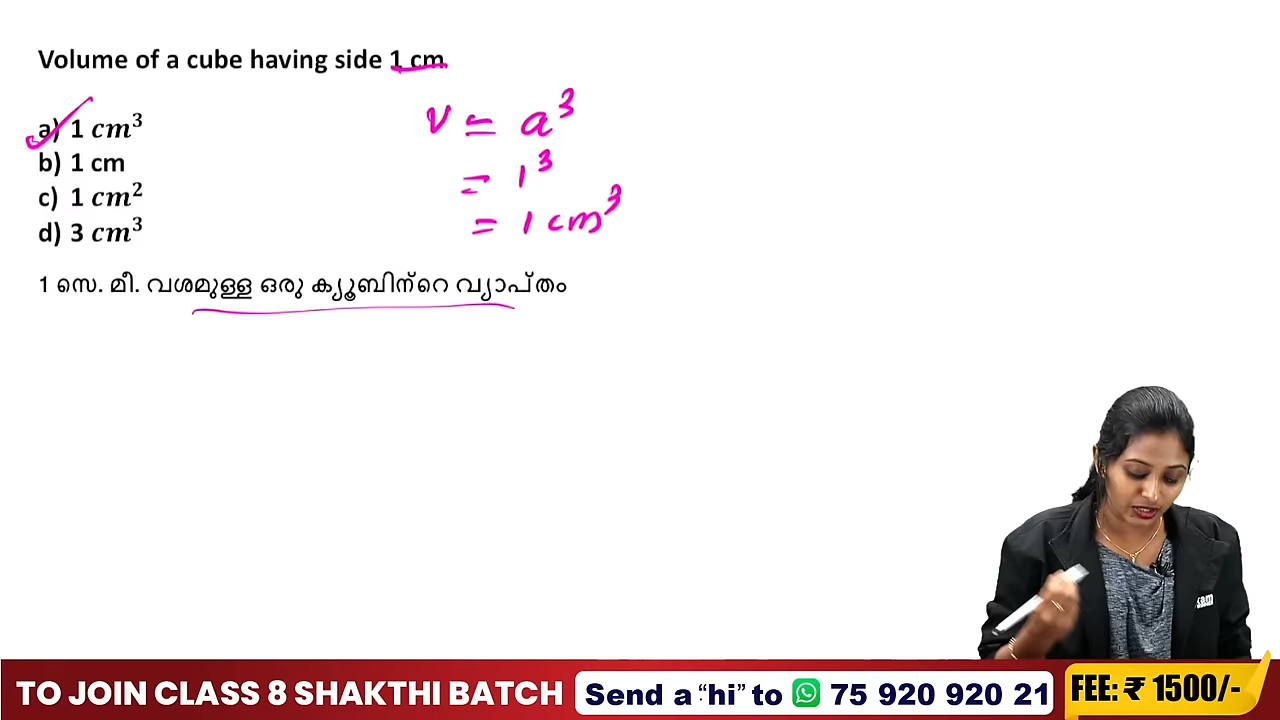 Volume of a cube having side 1 cm
a) 1 cm³
b) 1 cm
c) 1 cm²
d) 3 cm³
V = a³
= 1³
= 1 cm³
1 സെ. മീ. വശമുള്ള ഒരു ക്യൂബിന്റെ വ്യാപ്തം
TO JOIN CLASS 8 SHAKTHI BATCH
Send a “hi” to 75 920 920 21
FEE: ₹ 1500/-